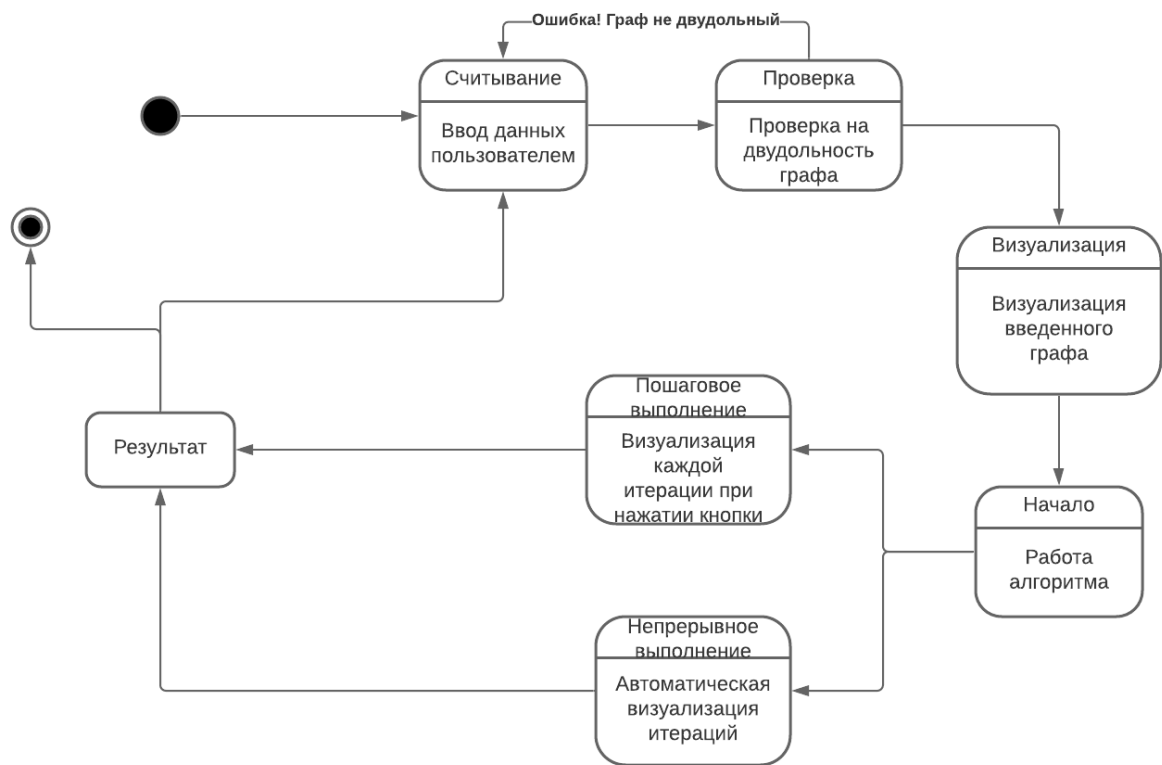 Ошибка! Граф не двудольный
Считывание
Ввод данных
пользователем
Проверка
Проверка на
двудольность
графа
Визуализация
Визуализация
введенного
графа
Пошаговое
выполнение
Визуализация
каждой
итерации при
нажатии кнопки
Результат
Начало
Работа
алгоритма
Непрерывное
выполнение
Автоматическая
визуализация
итераций